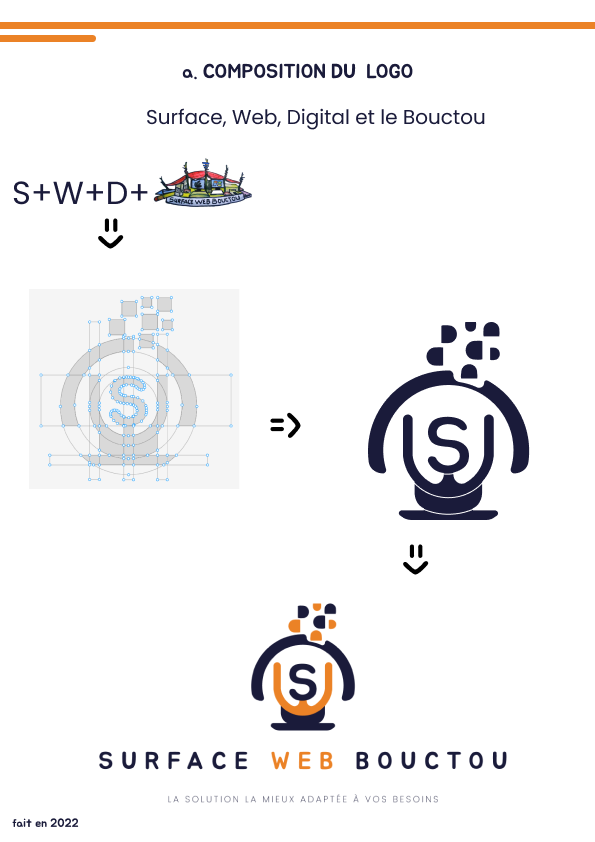 a. COMPOSITION DU LOGO
Surface, Web, Digital et le Bouctou
S+W+D+
SURFACE WEB BOUCTOU
S
S
S
SURFACE WEB BOUCTOU
LA SOLUTION LA MIEUX ADAPTÉE À VOS BESOINS
fait en 2022